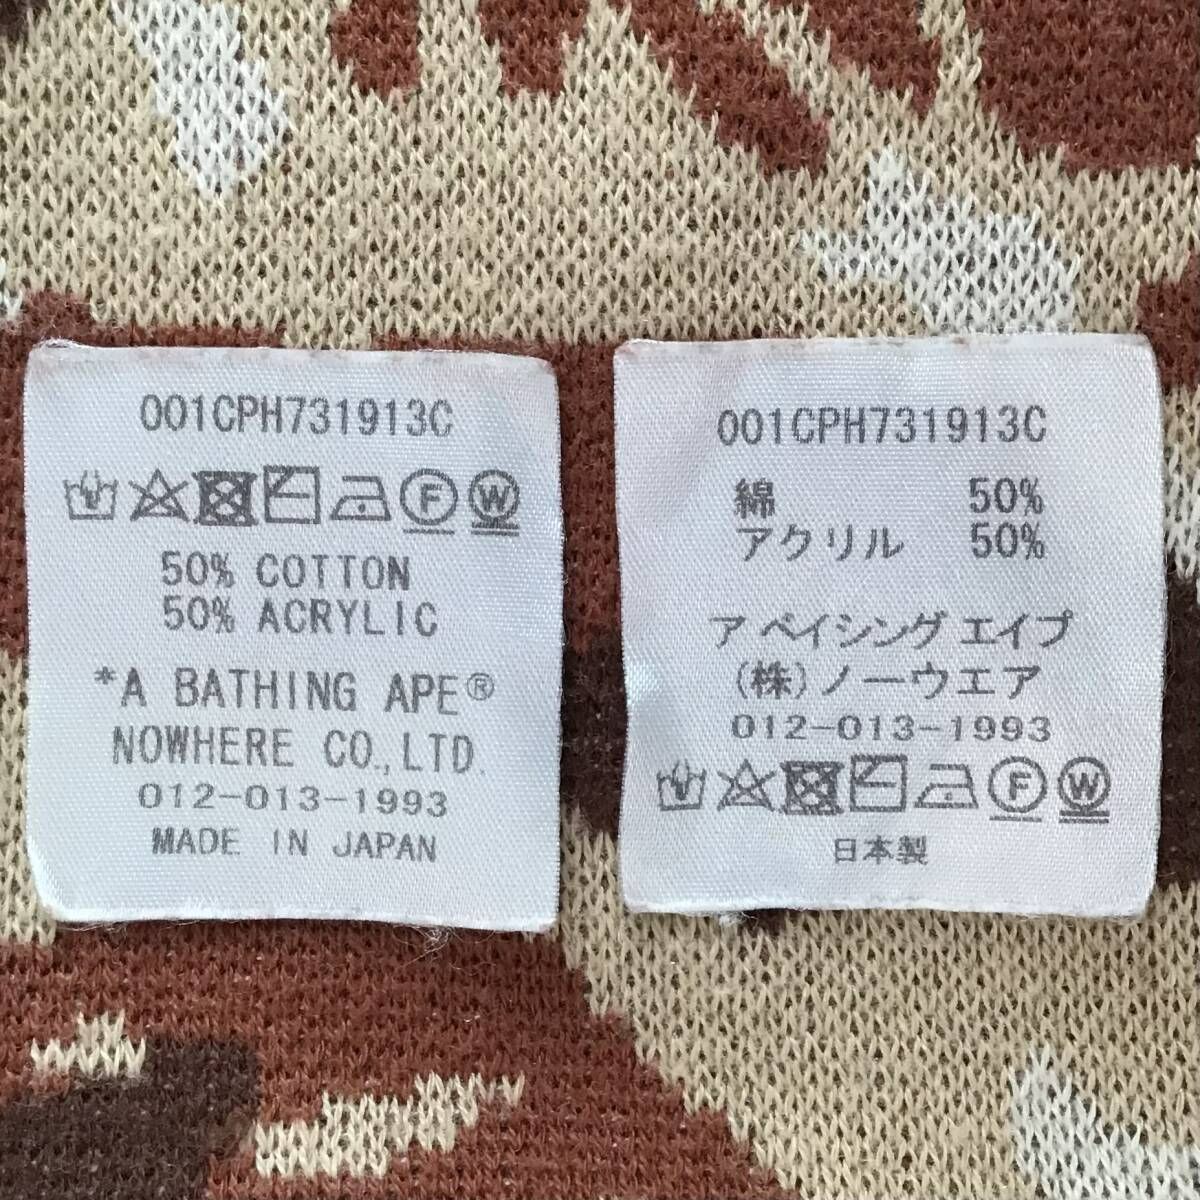 001CPH731913C
F W
50% COTTON
50% ACRYLIC
*A BATHING APE®
NOWHERE CO., LTD.
012-013-1993
MADE IN JAPAN
001CPH731913C
綿 50%
アクリル 50%
ア ベイシング エイプ
(株)ノーウエア
012-013-1993
F W
日本製